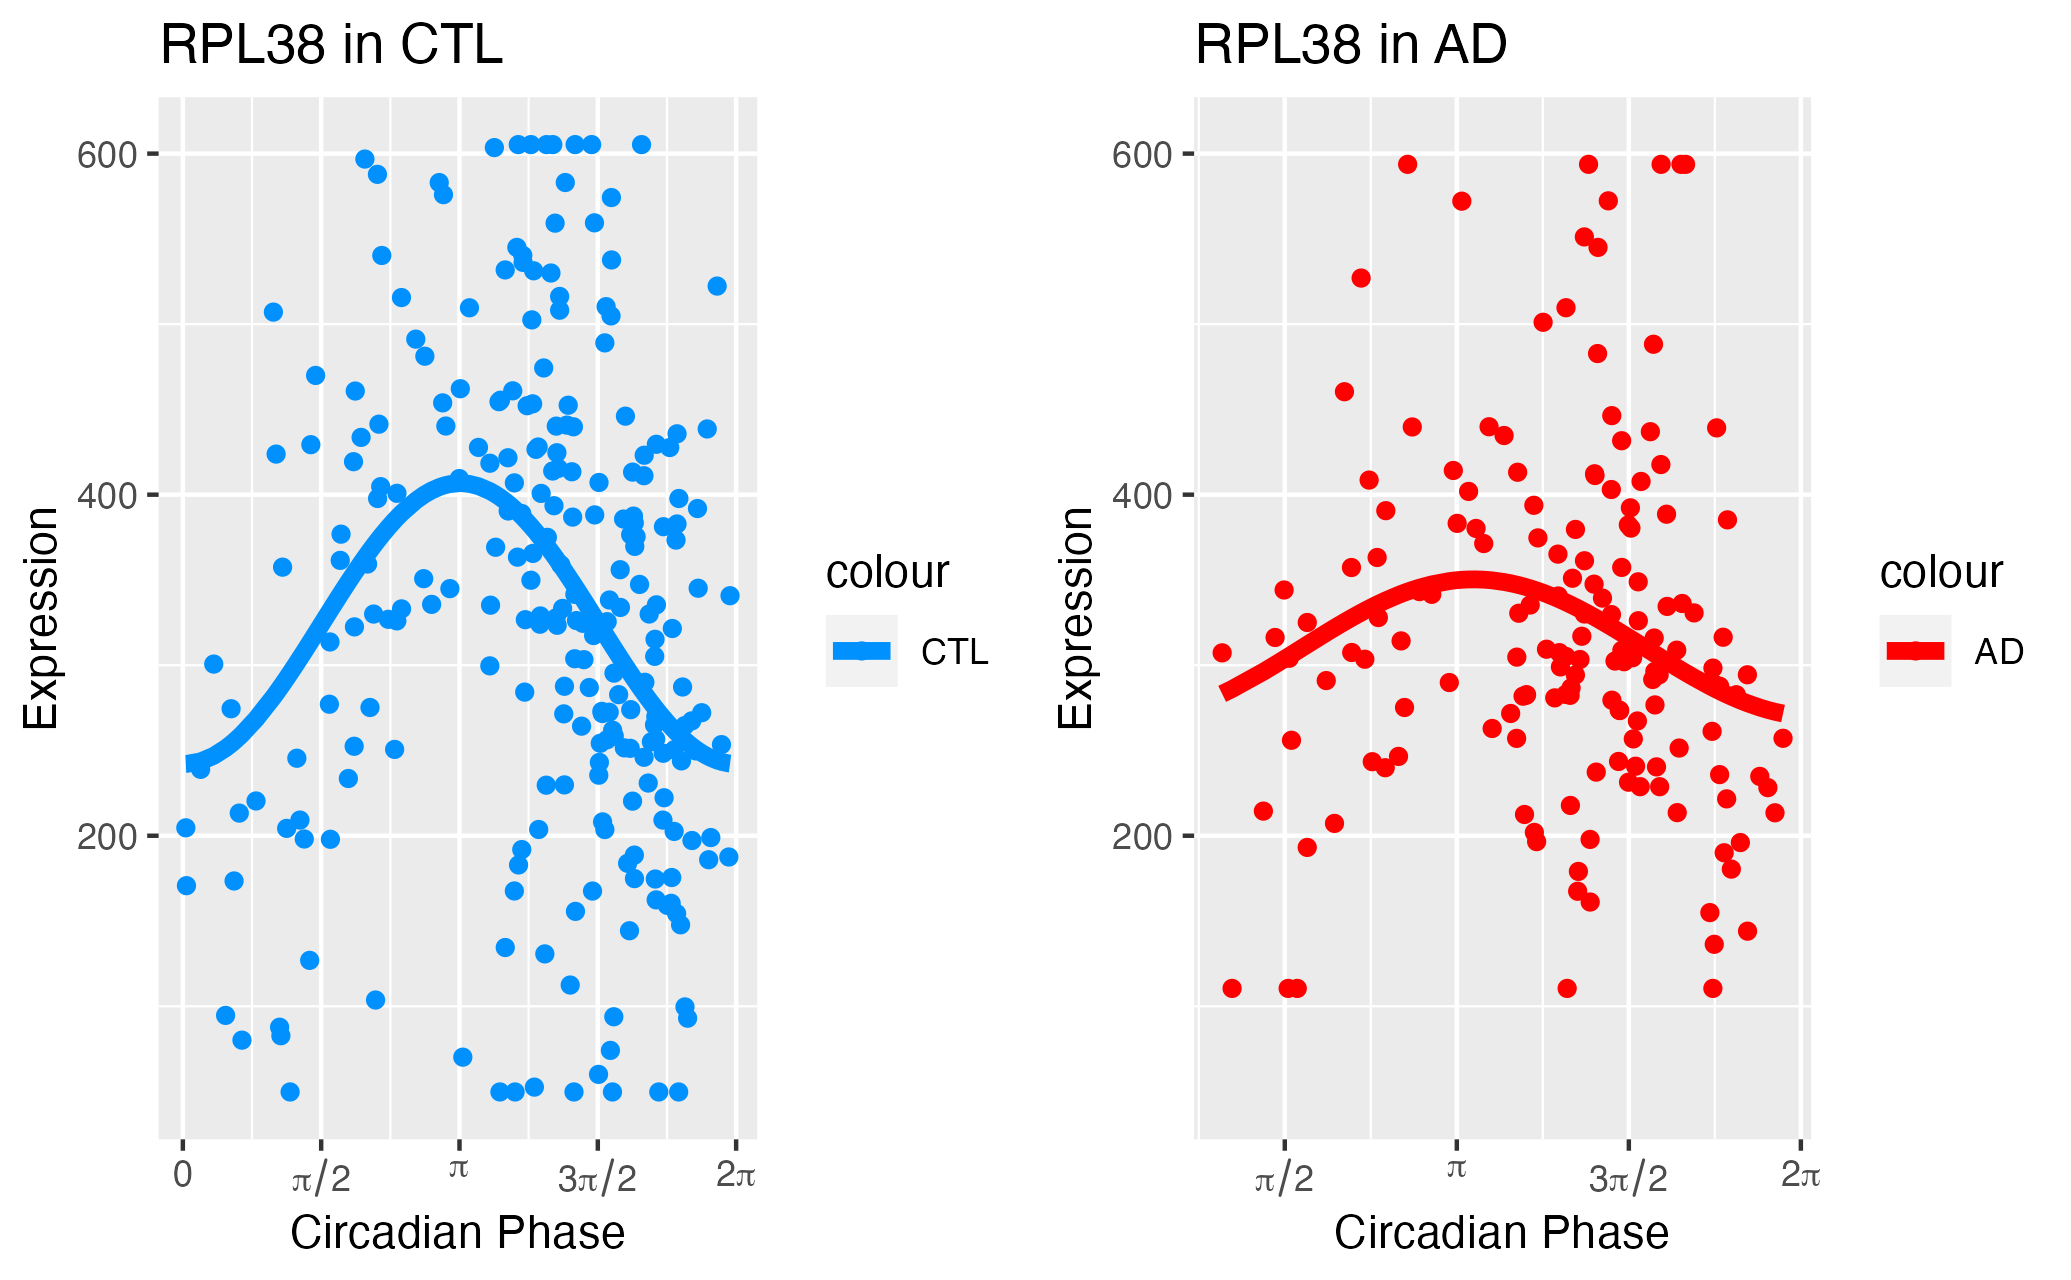 RPL38 in CTL
Expression
600
400
200
0
π/2
π
3π/2
2π
Circadian Phase
colour
CTL
RPL38 in AD
Expression
600
400
200
π/2
π
3π/2
2π
Circadian Phase
colour
AD